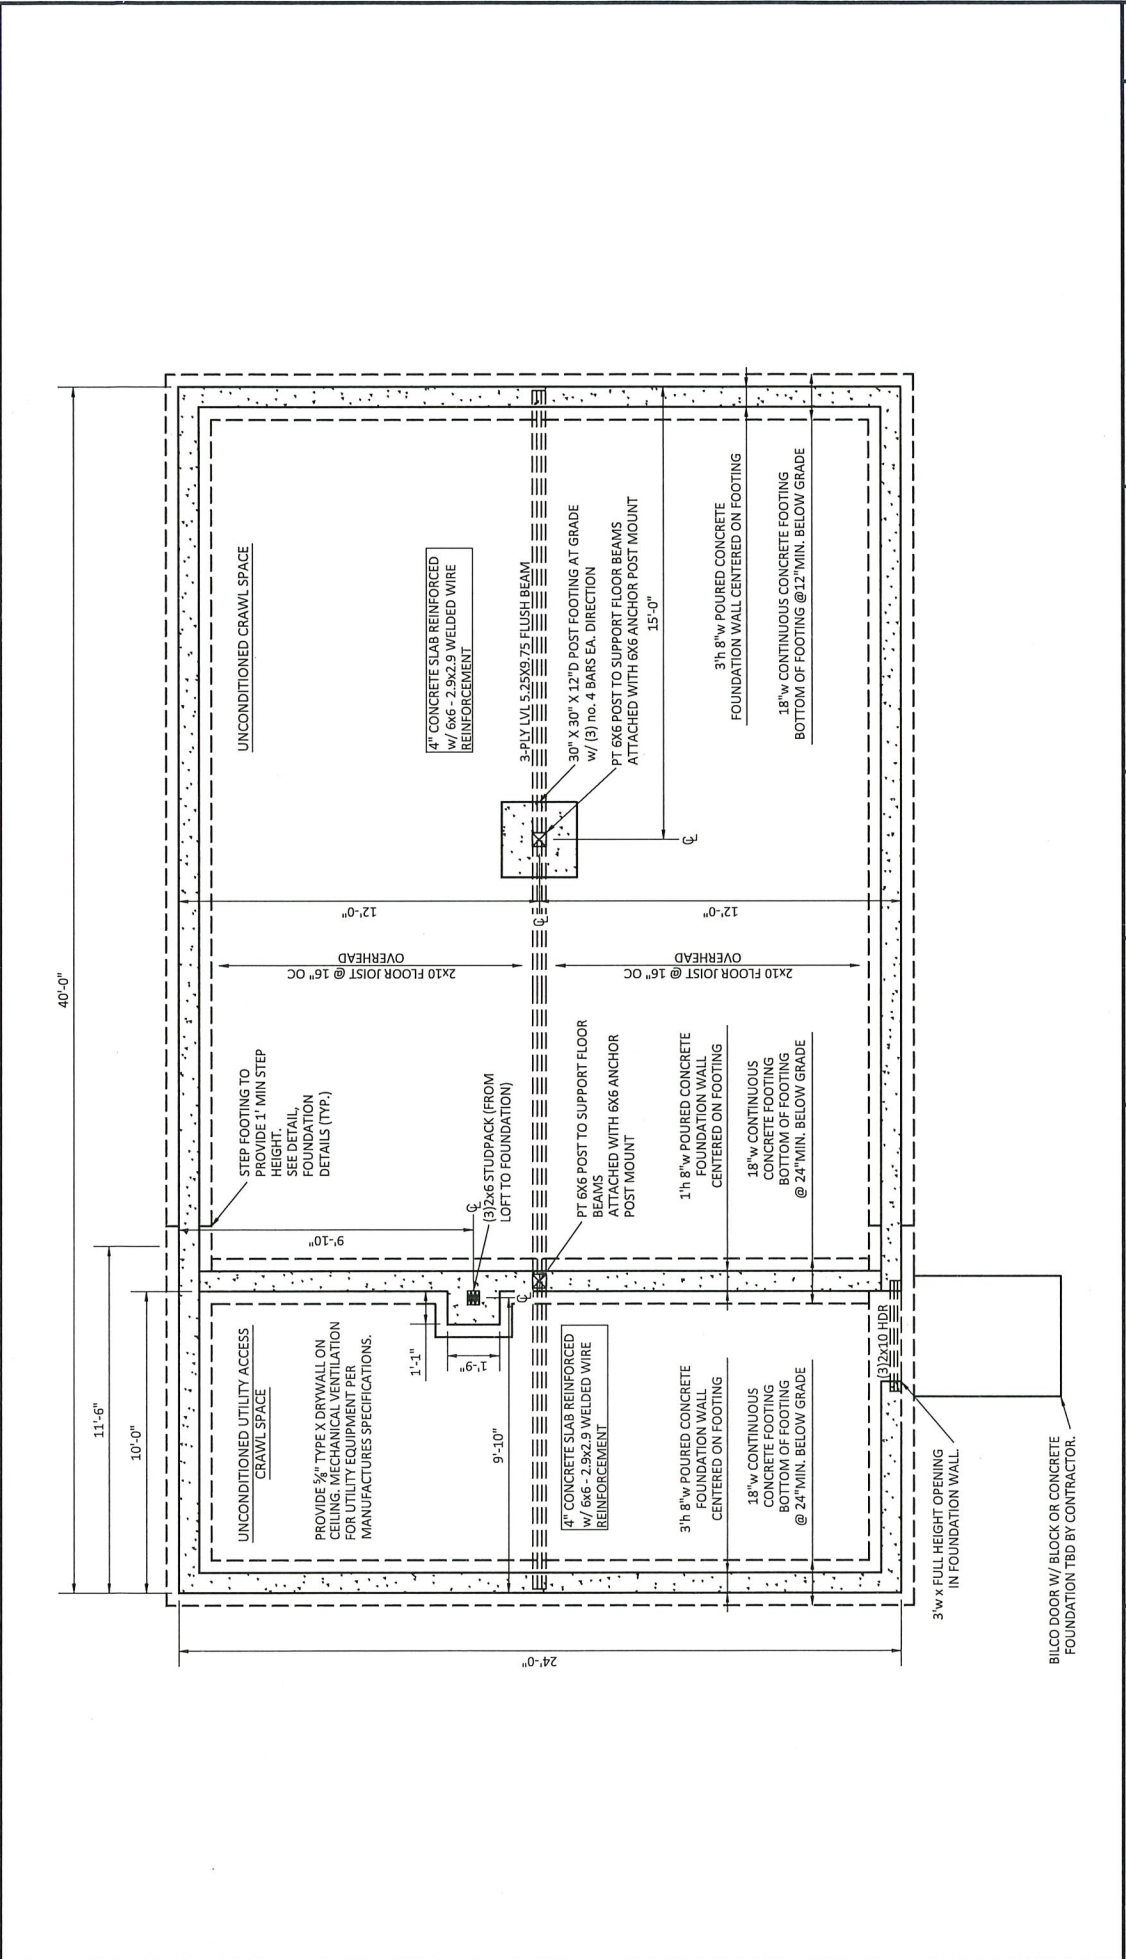 40'-0"
11'-6"
10'-0"
24'-0"
UNCONDITIONED UTILITY ACCESS
CRAWL SPACE
PROVIDE ⅝" TYPE X DRYWALL ON
CEILING. MECHANICAL VENTILATION
FOR UTILITY EQUIPMENT PER
MANUFACTURES SPECIFICATIONS.
STEP FOOTING TO
PROVIDE 1' MIN STEP
HEIGHT.
SEE DETAIL,
FOUNDATION
DETAILS (TYP.)
UNCONDITIONED CRAWL SPACE
9'-10"
1'-1"
1'-9"
9'-10"
CL
(3)2x6 STUDPACK (FROM
LOFT TO FOUNDATION)
CL
2x10 FLOOR JOIST @ 16" OC
OVERHEAD
12'-0"
4" CONCRETE SLAB REINFORCED
w/ 6x6 - 2.9x2.9 WELDED WIRE
REINFORCEMENT
3-PLY LVL 5.25X9.75 FLUSH BEAM
CL
30" X 30" X 12"D POST FOOTING AT GRADE
w/ (3) no. 4 BARS EA. DIRECTION
PT 6X6 POST TO SUPPORT FLOOR BEAMS
ATTACHED WITH 6X6 ANCHOR POST MOUNT
15'-0"
CL
4" CONCRETE SLAB REINFORCED
w/ 6x6 - 2.9x2.9 WELDED WIRE
REINFORCEMENT
PT 6X6 POST TO SUPPORT FLOOR
BEAMS
ATTACHED WITH 6X6 ANCHOR
POST MOUNT
2x10 FLOOR JOIST @ 16" OC
OVERHEAD
12'-0"
3'h 8"w POURED CONCRETE
FOUNDATION WALL
CENTERED ON FOOTING
18"w CONTINUOUS
CONCRETE FOOTING
BOTTOM OF FOOTING
@ 24"MIN. BELOW GRADE
1'h 8"w POURED CONCRETE
FOUNDATION WALL
CENTERED ON FOOTING
18"w CONTINUOUS
CONCRETE FOOTING
BOTTOM OF FOOTING
@ 24"MIN. BELOW GRADE
3'h 8"w POURED CONCRETE
FOUNDATION WALL CENTERED ON FOOTING
18"w CONTINUOUS CONCRETE FOOTING
BOTTOM OF FOOTING @12"MIN. BELOW GRADE
(3)2x10 HDR
3'w x FULL HEIGHT OPENING
IN FOUNDATION WALL.
BILCO DOOR W/ BLOCK OR CONCRETE
FOUNDATION TBD BY CONTRACTOR.